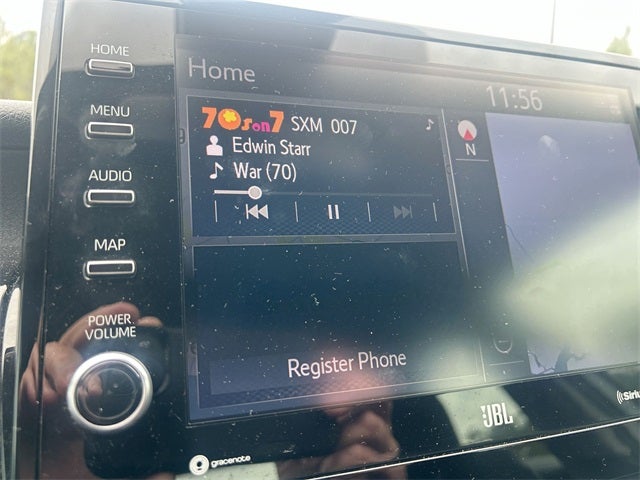 HOME
MENU
AUDIO
MAP
POWER
VOLUME
Home
11:56
70s on 7 SXM 007
Edwin Starr
War (70)
N
Register Phone
JBL
gracenote